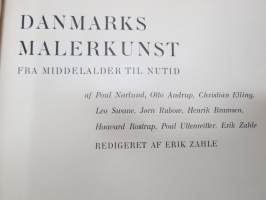 DANMARKS
MALERKUNST
FRA MIDDELALDER TIL NUTID
af Poul Nørlund, Otto Andrup, Christian Elling,
Leo Swane, Jørn Rubow, Henrik Bramsen,
Haavard Rostrup, Poul Uttenreitter, Erik Zahle
REDIGERET AF ERIK ZAHLE